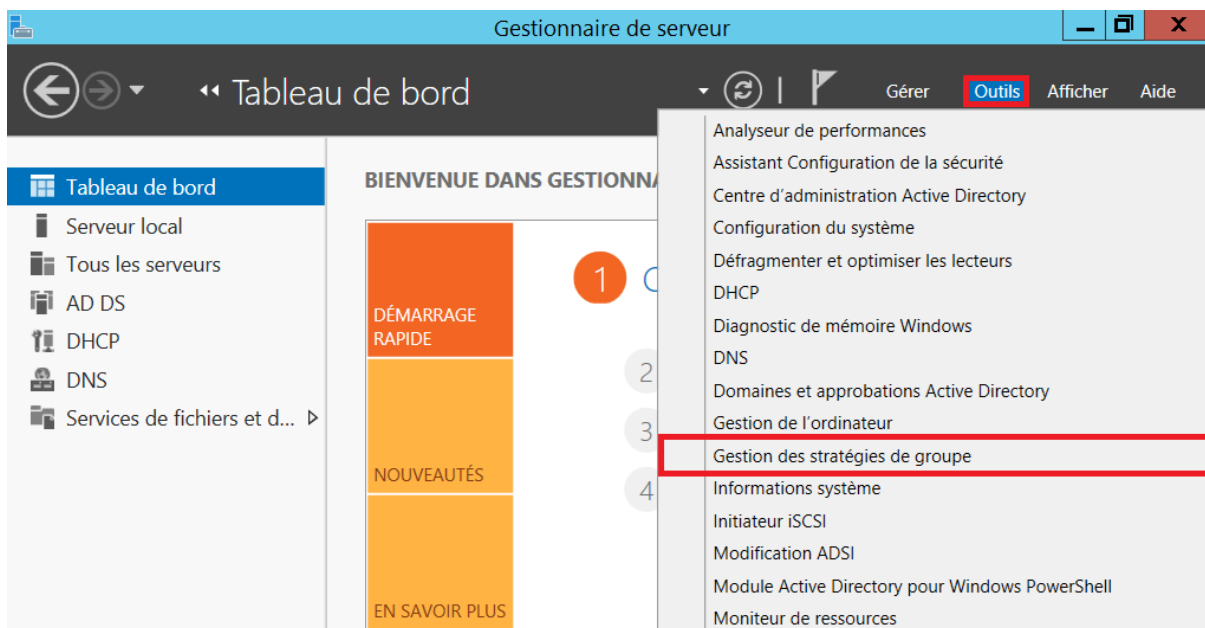 Gestionnaire de serveur
Tableau de bord
Gérer Outils Afficher Aide
Tableau de bord
Serveur local
Tous les serveurs
AD DS
DHCP
DNS
Services de fichiers et d...
BIENVENUE DANS GESTIONNA
DÉMARRAGE
RAPIDE
NOUVEAUTÉS
EN SAVOIR PLUS
1 C
2
3
4
Analyseur de performances
Assistant Configuration de la sécurité
Centre d'administration Active Directory
Configuration du système
Défragmenter et optimiser les lecteurs
DHCP
Diagnostic de mémoire Windows
DNS
Domaines et approbations Active Directory
Gestion de l'ordinateur
Gestion des stratégies de groupe
Informations système
Initiateur iSCSI
Modification ADSI
Module Active Directory pour Windows PowerShell
Moniteur de ressources